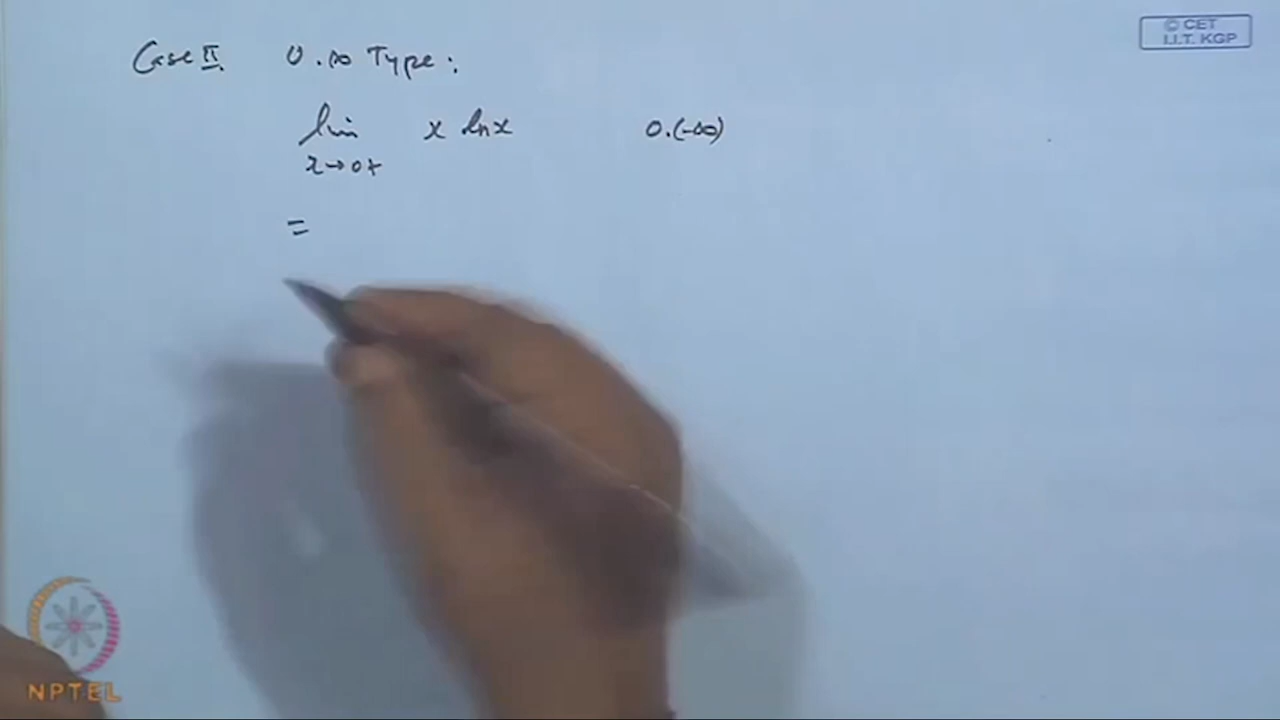 © CET
I.I.T. KGP
Case II. 0.∞ Type:
lim x ln x 0.(-∞)
x→0+
=
NPTEL